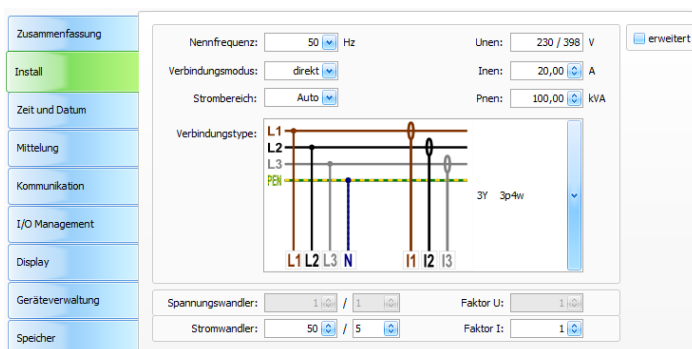 Zusammenfassung
Install
Zeit und Datum
Mittelung
Kommunikation
I/O Management
Display
Geräteverwaltung
Speicher
Nennfrequenz: 50 Hz Unen: 230 / 398 V
Verbindungsmodus: direkt Inen: 20,00 A
Strombereich: Auto Pnen: 100,00 kVA
Verbindungstype:
L1
L2
L3
PEN
3Y 3p4w
L1 L2 L3 N I1 I2 I3
Spannungswandler: 1 / 1 Faktor U: 1
Stromwandler: 50 / 5 Faktor I: 1
erweitert